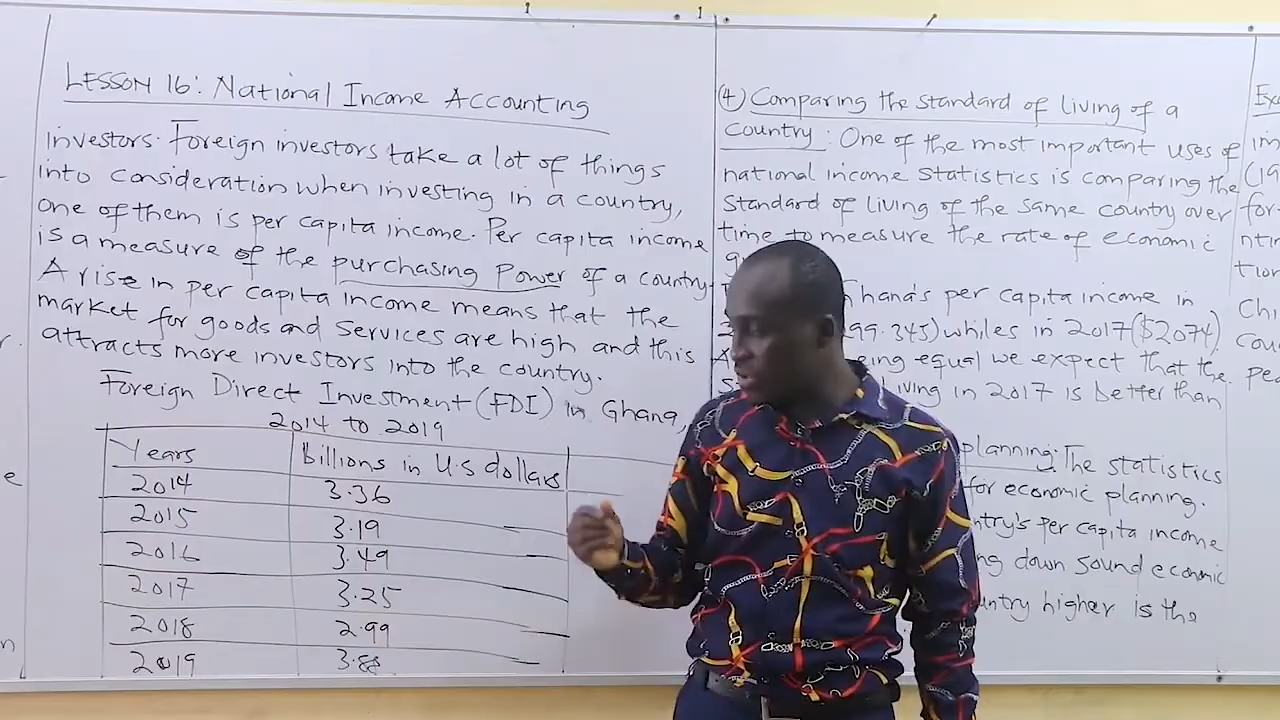 LESSON 16: National Income Accounting
investors. Foreign investors take a lot of things
into consideration when investing in a country,
one of them is per capita income. Per capita income
is a measure of the purchasing Power of a country
A rise in per capita income means that the
market for goods and services are high and this
attracts more investors into the country.
Foreign Direct Investment (FDI) in Ghana,
2014 to 2019
Years billions in U.S dollars
2014 3.36
2015 3.19
2016 3.49
2017 3.25
2018 2.99
2019 3.88
(4) Comparing the standard of living of a
Country: One of the most important uses of
national income statistics is comparing the
Standard of living of the same country over
time to measure the rate of economic
Ghana's per capita income in
99.345) whiles in 2017 ($2074)
being equal we expect that the
living in 2017 is better than
planning. The statistics
for economic planning.
per capita income
down sound economic
higher is the